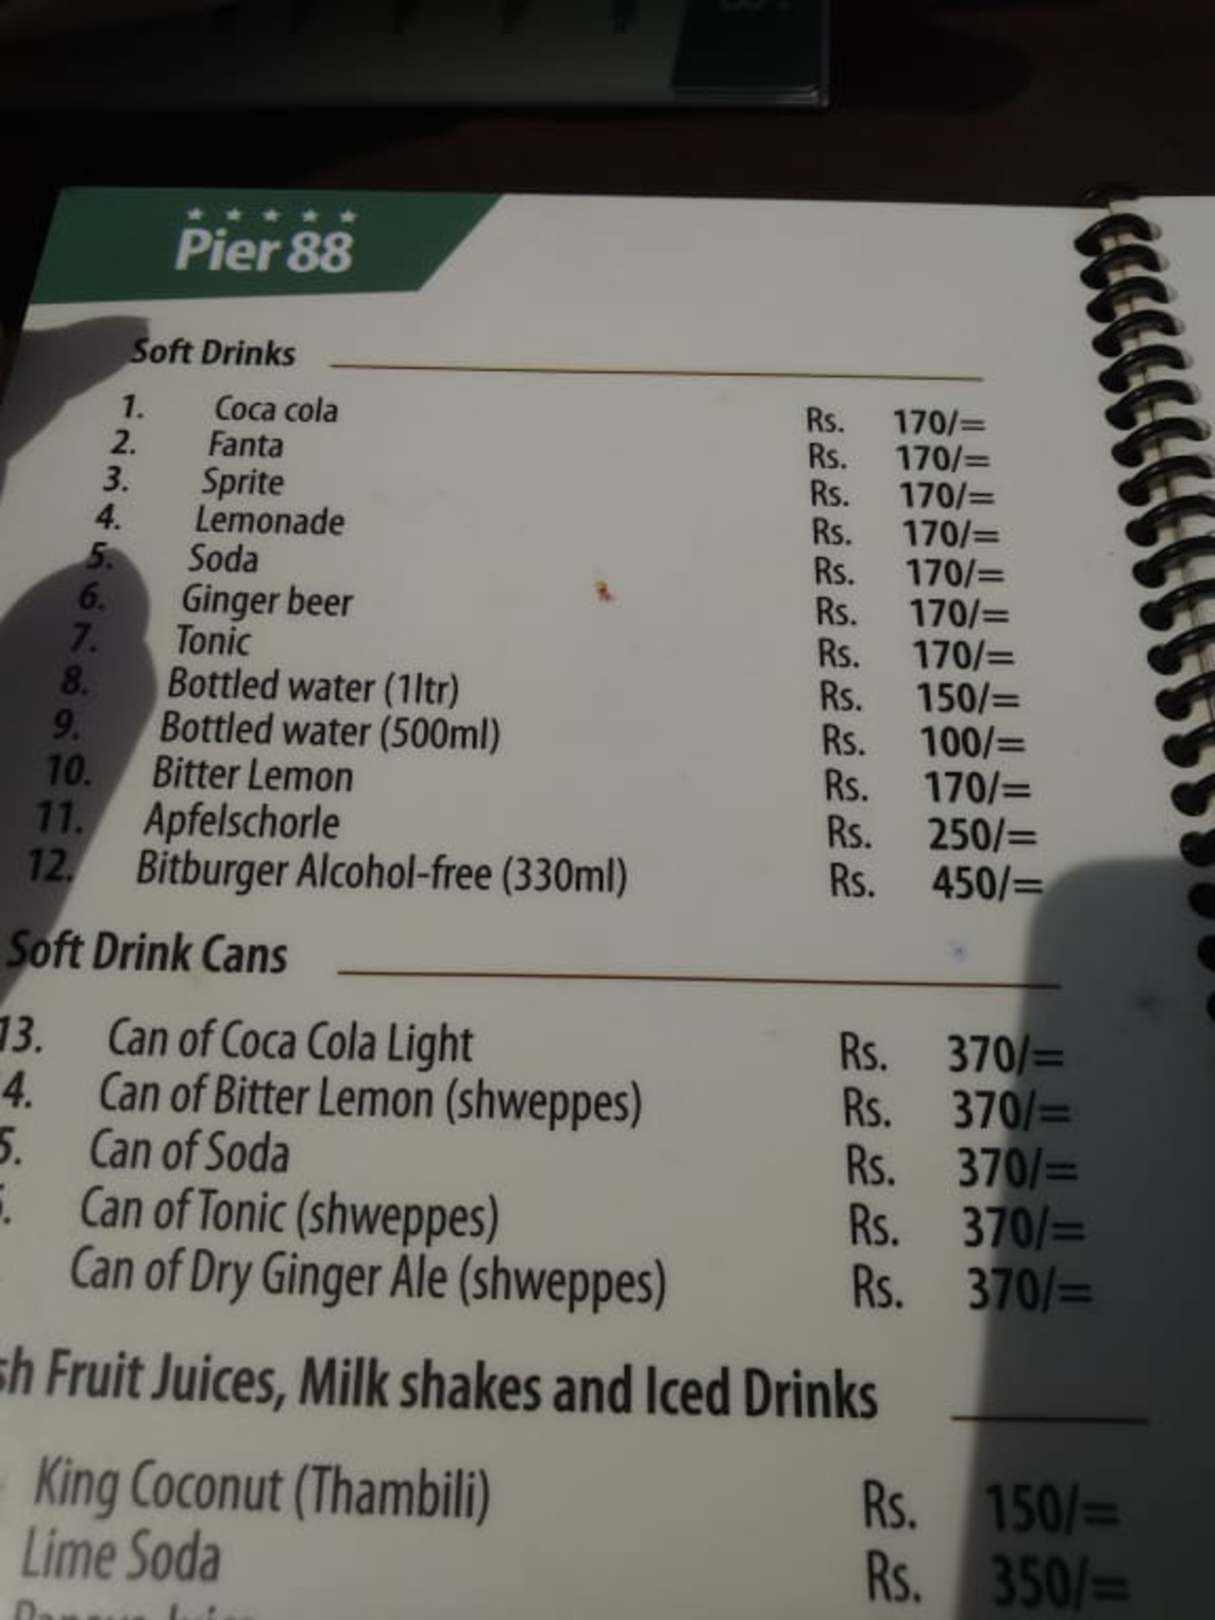 Pier 88
Soft Drinks
1. Coca cola Rs. 170/=
2. Fanta Rs. 170/=
3. Sprite Rs. 170/=
4. Lemonade Rs. 170/=
5. Soda Rs. 170/=
6. Ginger beer Rs. 170/=
7. Tonic Rs. 170/=
8. Bottled water (1ltr) Rs. 150/=
9. Bottled water (500ml) Rs. 100/=
10. Bitter Lemon Rs. 170/=
11. Apfelschorle Rs. 250/=
12. Bitburger Alcohol-free (330ml) Rs. 450/=
Soft Drink Cans
13. Can of Coca Cola Light Rs. 370/=
4. Can of Bitter Lemon (shweppes) Rs. 370/=
5. Can of Soda Rs. 370/=
Can of Tonic (shweppes) Rs. 370/=
Can of Dry Ginger Ale (shweppes) Rs. 370/=
sh Fruit Juices, Milk shakes and Iced Drinks
King Coconut (Thambili) Rs. 150/=
Lime Soda Rs. 350/=